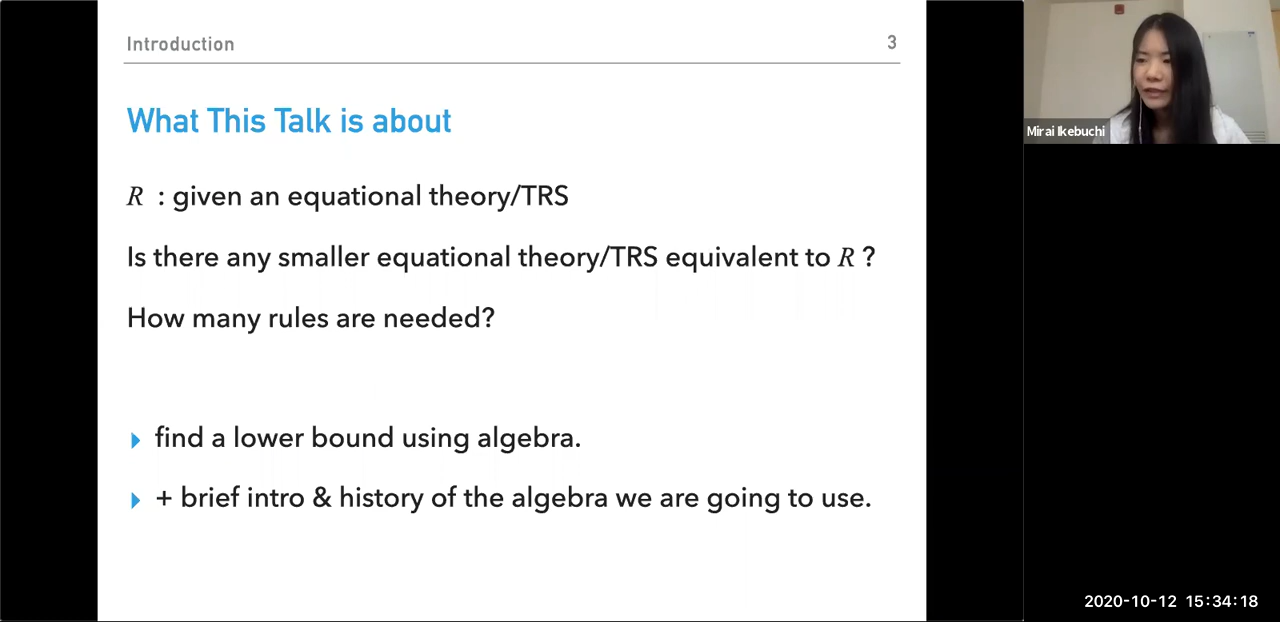 Introduction
3
What This Talk is about
R : given an equational theory/TRS
Is there any smaller equational theory/TRS equivalent to R ?
How many rules are needed?
find a lower bound using algebra.
+ brief intro & history of the algebra we are going to use.
Mirai Ikebuchi
2020-10-12 15:34:18